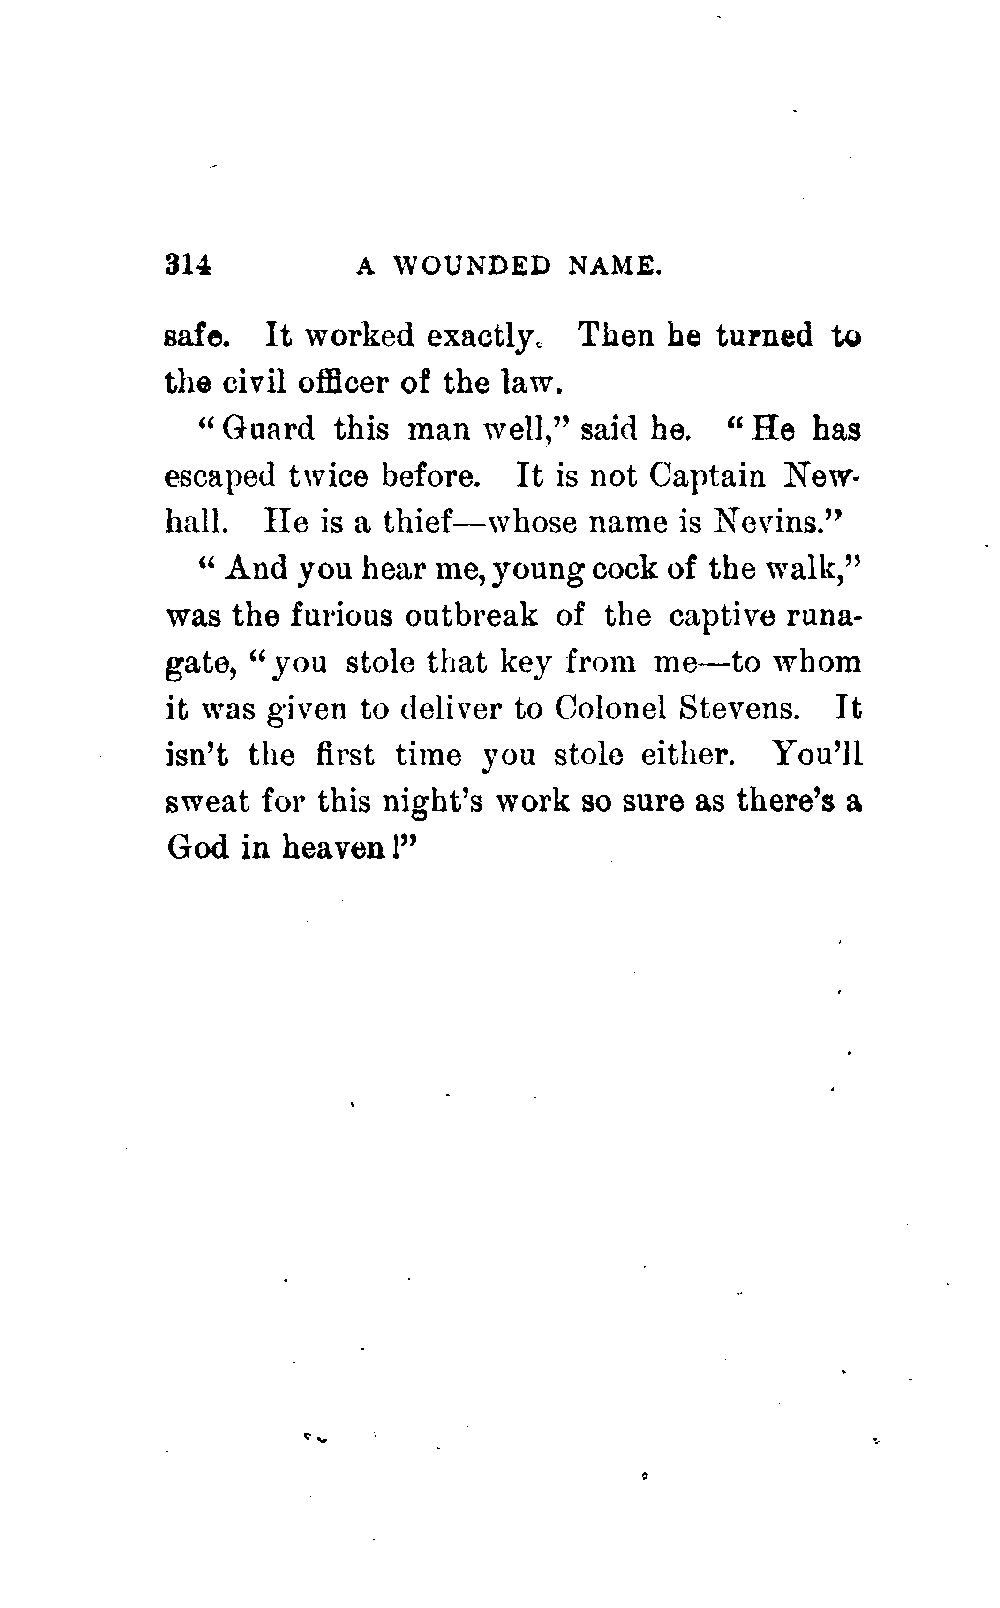 314 A WOUNDED NAME.
safe. It worked exactly. Then he turned to
the civil officer of the law.
"Guard this man well," said he. "He has
escaped twice before. It is not Captain New-
hall. He is a thief—whose name is Nevins."
"And you hear me, young cock of the walk,"
was the furious outbreak of the captive runa-
gate, "you stole that key from me—to whom
it was given to deliver to Colonel Stevens. It
isn't the first time you stole either. You'll
sweat for this night's work so sure as there's a
God in heaven!"